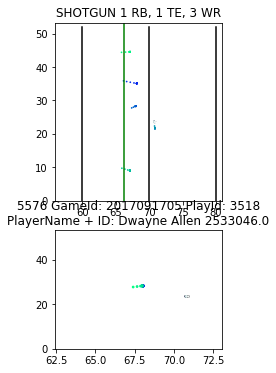 SHOTGUN 1 RB, 1 TE, 3 WR
50
40
30
20
10
0
60 65 70 75 80
5570 GameId: 2017091705 PlayId: 3518
PlayerName + ID: Dwayne Allen 2533046.0
40
20
0
62.5 65.0 67.5 70.0 72.5